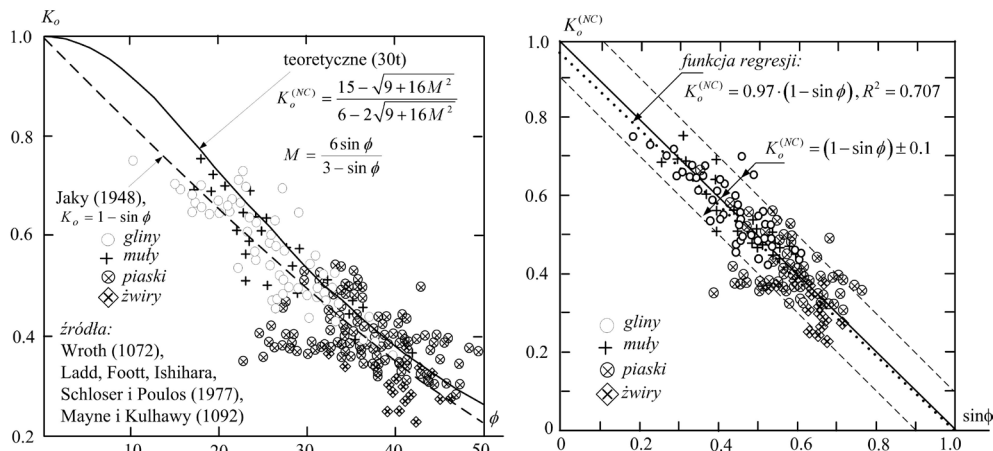 K_o
1.0
0.8
0.6
0.4
0.2
10
20
30
40
50
ϕ
teoretyczne (30t)
K_o^(NC) = (15 − √(9 + 16M²)) / (6 − 2√(9 + 16M²))
M = 6 sin ϕ / (3 − sin ϕ)
Jaky (1948),
K_o = 1 − sin ϕ
gliny
muły
piaski
żwiry
źródła:
Wroth (1072),
Ladd, Foott, Ishihara,
Schloser i Poulos (1977),
Mayne i Kulhawy (1092)
K_o^(NC)
1.0
0.8
0.6
0.4
0.2
0
0
0.2
0.4
0.6
0.8
1.0
sinϕ
funkcja regresji:
K_o^(NC) = 0.97 · (1 − sin ϕ), R² = 0.707
K_o^(NC) = (1 − sin ϕ) ± 0.1
gliny
muły
piaski
żwiry